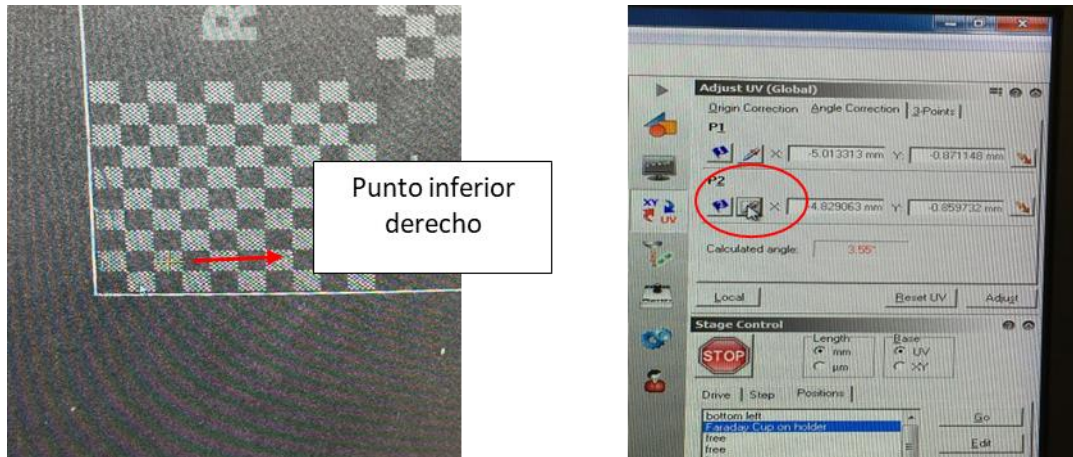 Punto inferior
derecho
Adjust UV (Global)
Origin Correction Angle Correction 3-Points
P1
X: -5.013313 mm Y: -0.871148 mm
P2
X: -4.829063 mm Y: -0.859732 mm
XY
UV
Calculated angle: 3.55°
Local Reset UV Adjust
Stage Control
STOP
Length Base
mm UV
µm XY
Drive Step Positions
bottom left
Faraday Cup on holder
free
free
Go
Edit